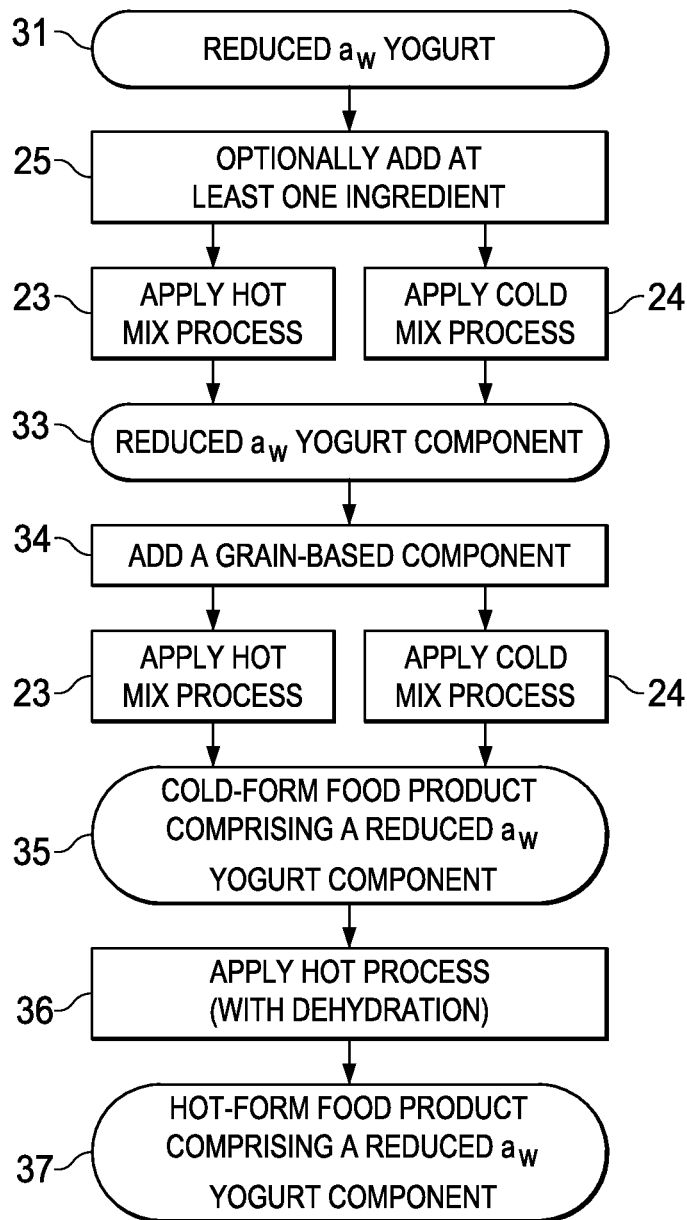 31
REDUCED aw YOGURT
25
OPTIONALLY ADD AT
LEAST ONE INGREDIENT
23
APPLY HOT
MIX PROCESS
APPLY COLD
MIX PROCESS
24
33
REDUCED aw YOGURT COMPONENT
34
ADD A GRAIN-BASED COMPONENT
23
APPLY HOT
MIX PROCESS
APPLY COLD
MIX PROCESS
24
35
COLD-FORM FOOD PRODUCT
COMPRISING A REDUCED aw
YOGURT COMPONENT
36
APPLY HOT PROCESS
(WITH DEHYDRATION)
37
HOT-FORM FOOD PRODUCT
COMPRISING A REDUCED aw
YOGURT COMPONENT